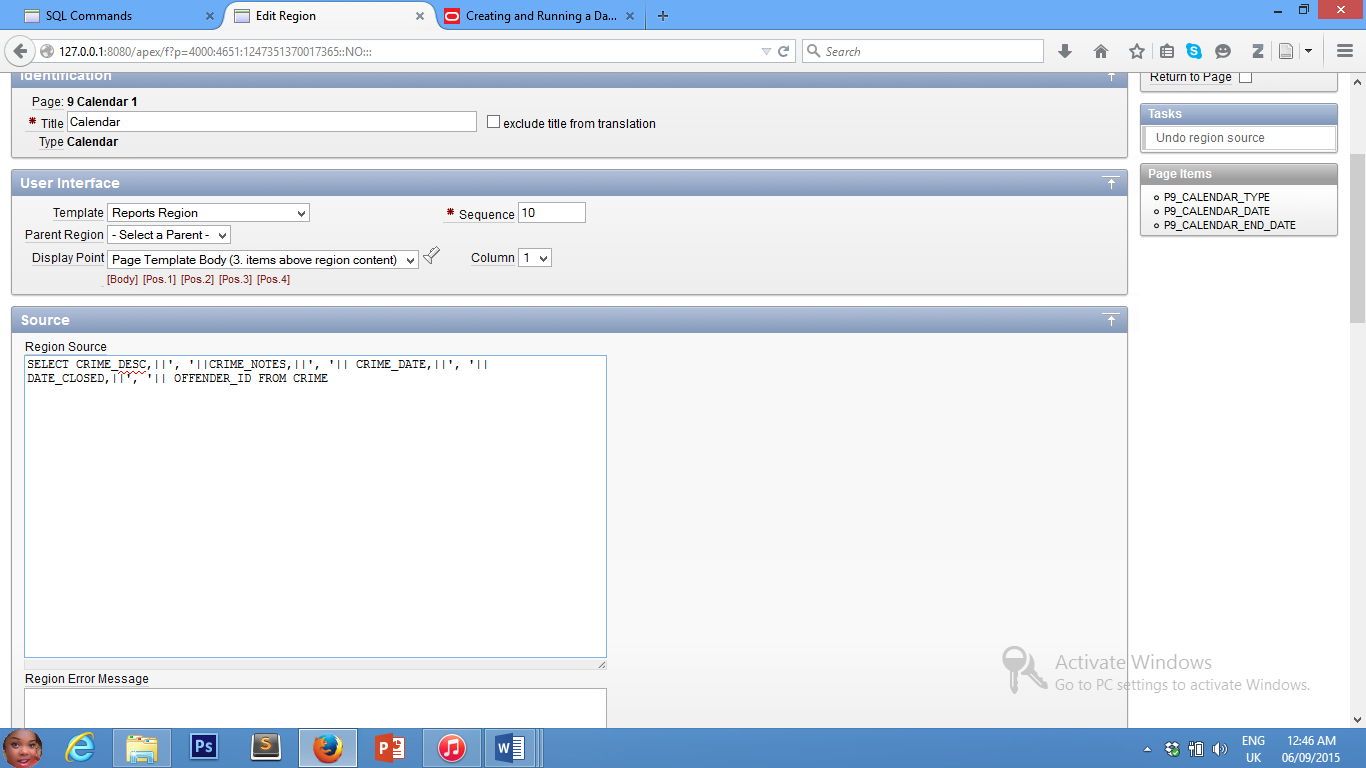 SQL Commands
Edit Region
Creating and Running a Da...
127.0.0.1:8080/apex/f?p=4000:4651:1247351370017365::NO:::
Search
Identification
Page: 9 Calendar 1
* Title Calendar
exclude title from translation
Type Calendar
User Interface
Template Reports Region
* Sequence 10
Parent Region - Select a Parent -
Display Point Page Template Body (3. items above region content)
Column 1
[Body] [Pos.1] [Pos.2] [Pos.3] [Pos.4]
Source
Region Source
SELECT CRIME_DESC,||', '||CRIME_NOTES,||', '|| CRIME_DATE,||', '||
DATE_CLOSED,||', '|| OFFENDER_ID FROM CRIME
Region Error Message
Return to Page
Tasks
Undo region source
Page Items
P9_CALENDAR_TYPE
P9_CALENDAR_DATE
P9_CALENDAR_END_DATE
Activate Windows
Go to PC settings to activate Windows.
Ps
S
P
W
ENG
UK
12:46 AM
06/09/2015